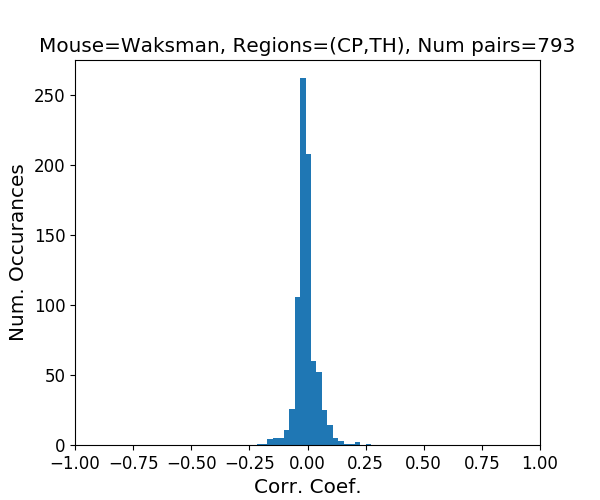 Mouse=Waksman, Regions=(CP,TH), Num pairs=793
Num. Occurances
250
200
150
100
50
0
−1.00 −0.75 −0.50 −0.25 0.00 0.25 0.50 0.75 1.00
Corr. Coef.